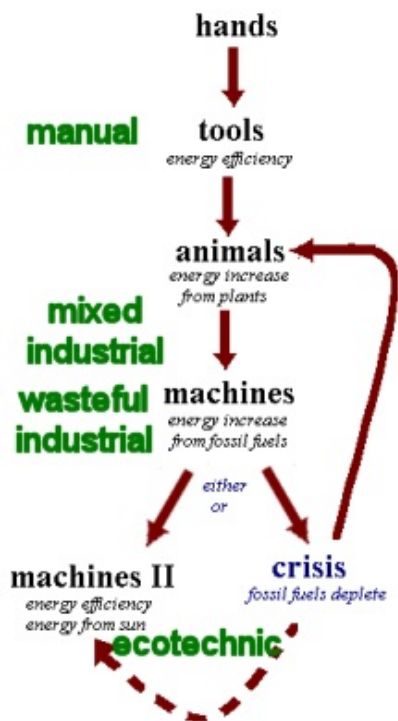 hands
manual
tools
energy efficiency
animals
energy increase
from plants
mixed
industrial
wasteful
industrial
machines
energy increase
from fossil fuels
either
or
machines II
energy efficiency
energy from sun
crisis
fossil fuels deplete
ecotechnic